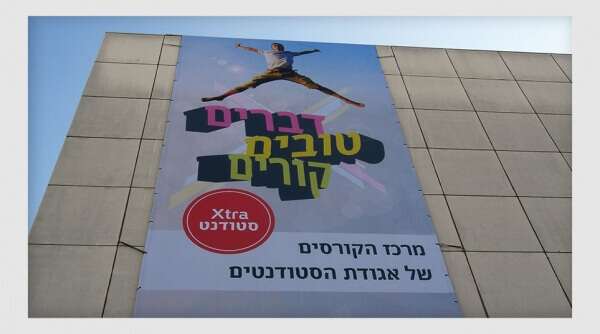 דברים
טובים
קורים
Xtra
סטודנט
מרכז הקורסים
של אגודת הסטודנטים